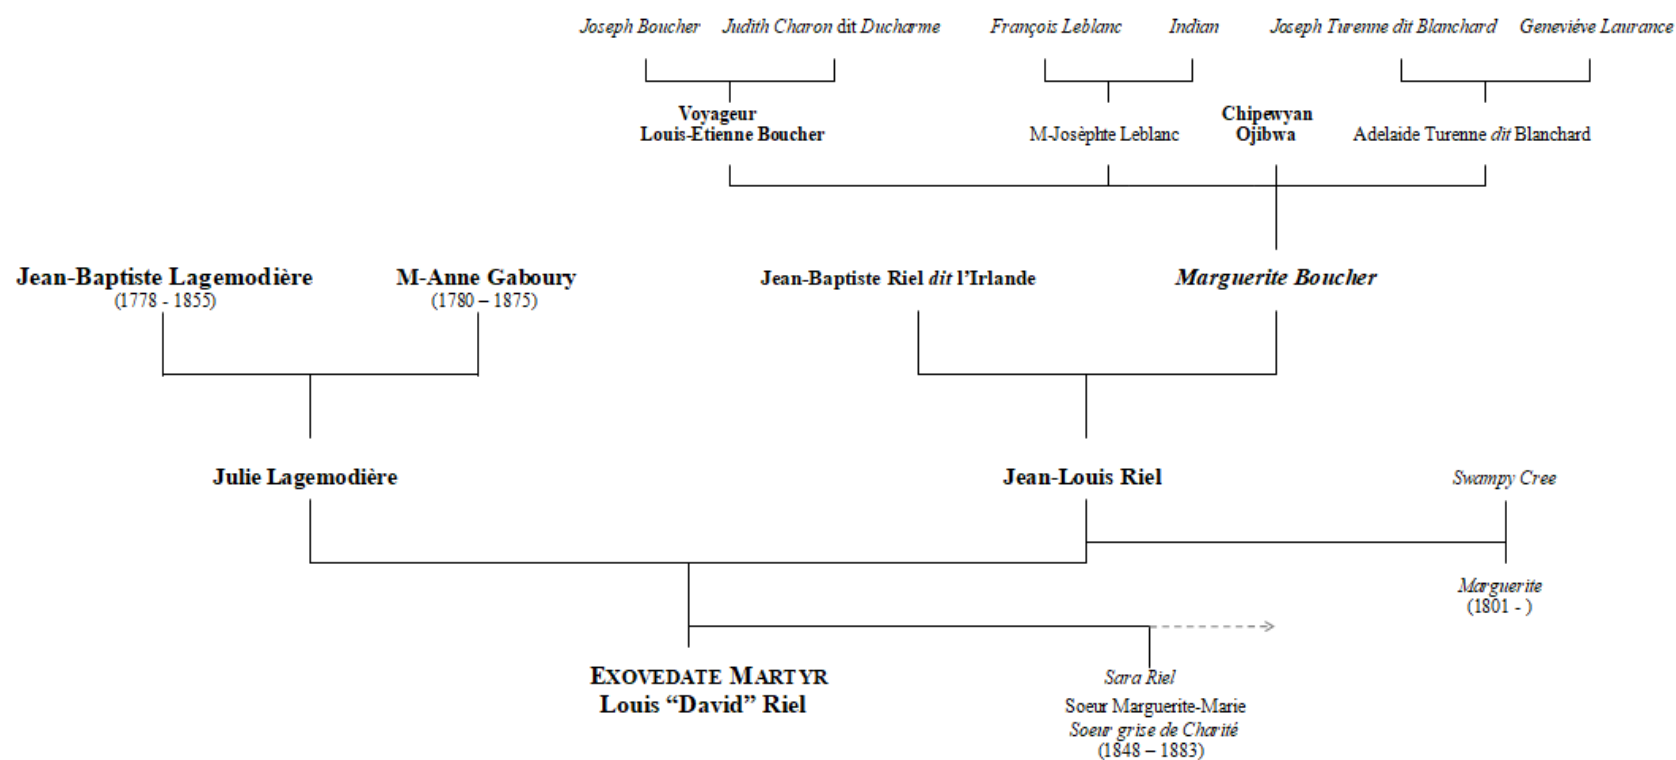 Joseph Boucher Judith Charon dit Ducharme François Leblanc Indian Joseph Turenne dit Blanchard Geneviéve Laurance
Voyageur
Louis-Etienne Boucher
M-Josèphte Leblanc
Chipewyan
Ojibwa
Adelaide Turenne dit Blanchard
Jean-Baptiste Lagemodière
(1778 - 1855)
M-Anne Gaboury
(1780 – 1875)
Jean-Baptiste Riel dit l’Irlande
Marguerite Boucher
Julie Lagemodière
Jean-Louis Riel
Swampy Cree
Marguerite
(1801 - )
EXOVEDATE MARTYR
Louis “David” Riel
Sara Riel
Soeur Marguerite-Marie
Soeur grise de Charité
(1848 – 1883)